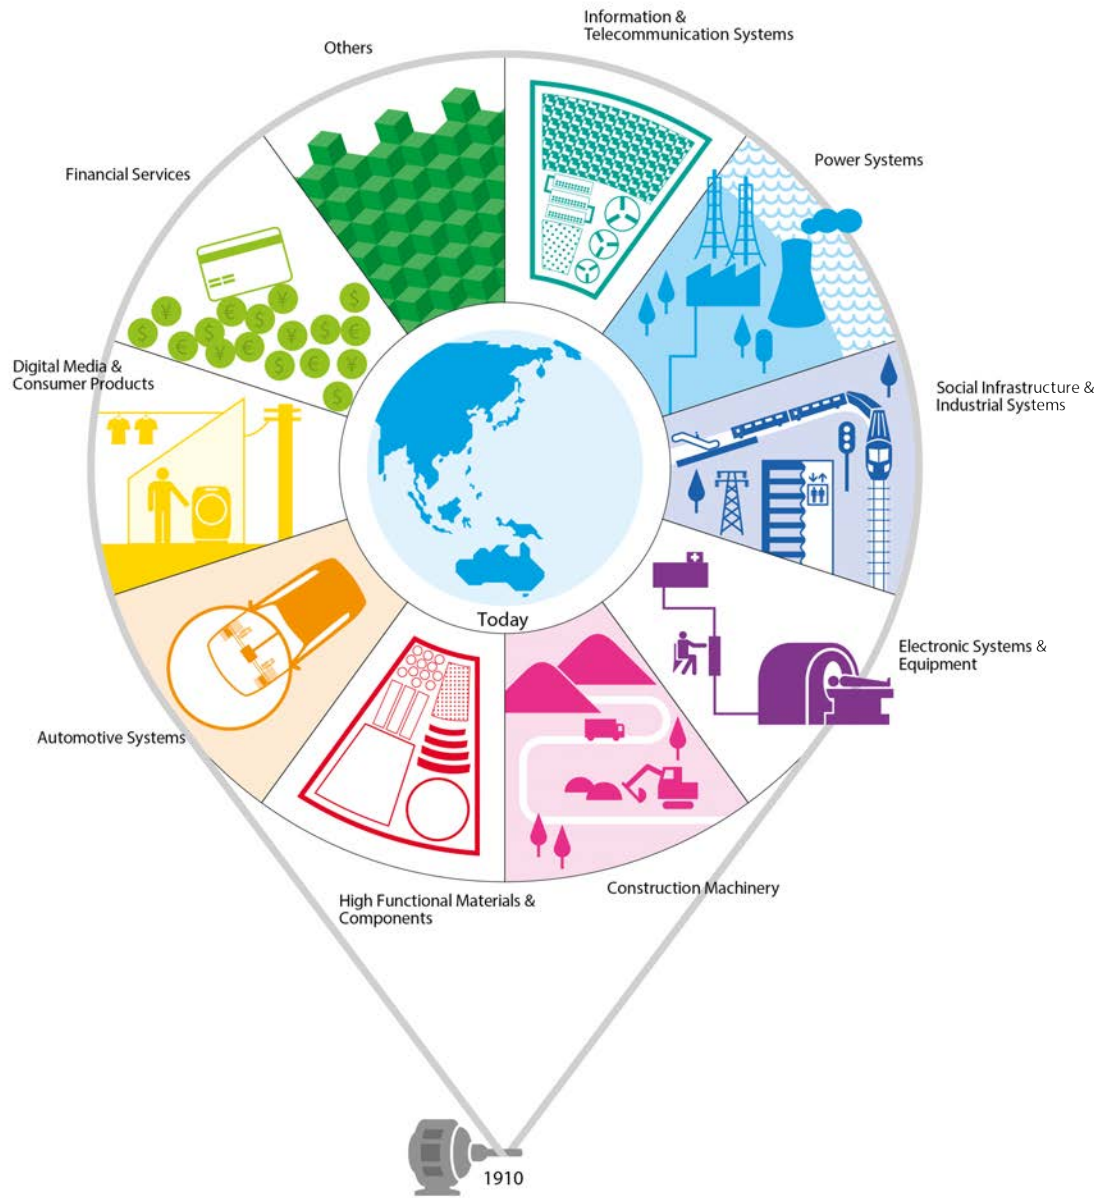 Information &
Telecommunication Systems
Others
Power Systems
Financial Services
Digital Media &
Consumer Products
Social Infrastructure &
Industrial Systems
Today
Electronic Systems &
Equipment
Automotive Systems
Construction Machinery
High Functional Materials &
Components
1910